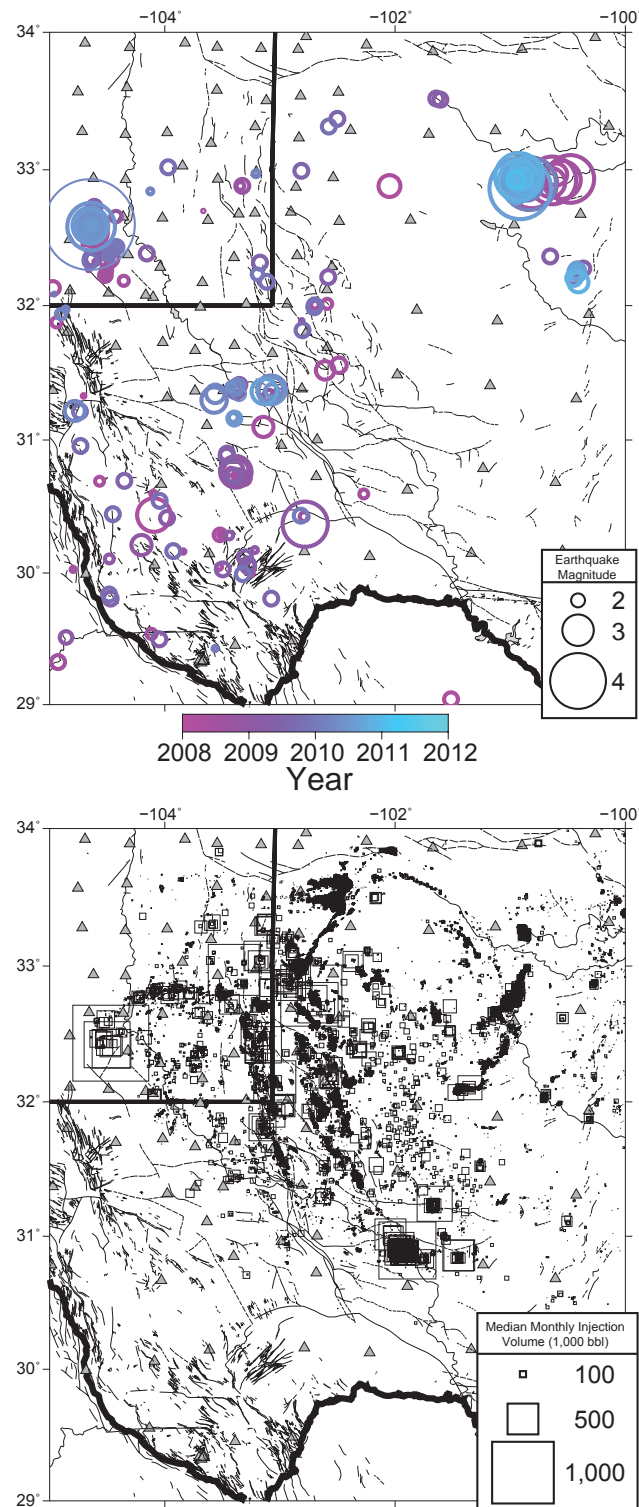 −104° −102° −100°
34°
33°
32°
31°
30°
29°
Earthquake
Magnitude
2
3
4
2008 2009 2010 2011 2012
Year
−104° −102° −100°
34°
33°
32°
31°
30°
29°
Median Monthly Injection
Volume (1,000 bbl)
100
500
1,000